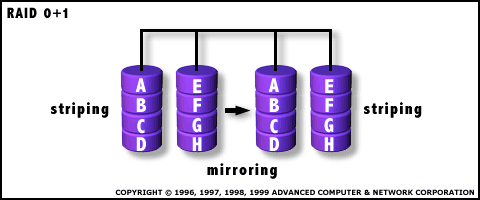 RAID 0+1
A E A E
striping B F B F striping
C G C G
D H D H
mirroring
COPYRIGHT © 1996, 1997, 1998, 1999 ADVANCED COMPUTER & NETWORK CORPORATION